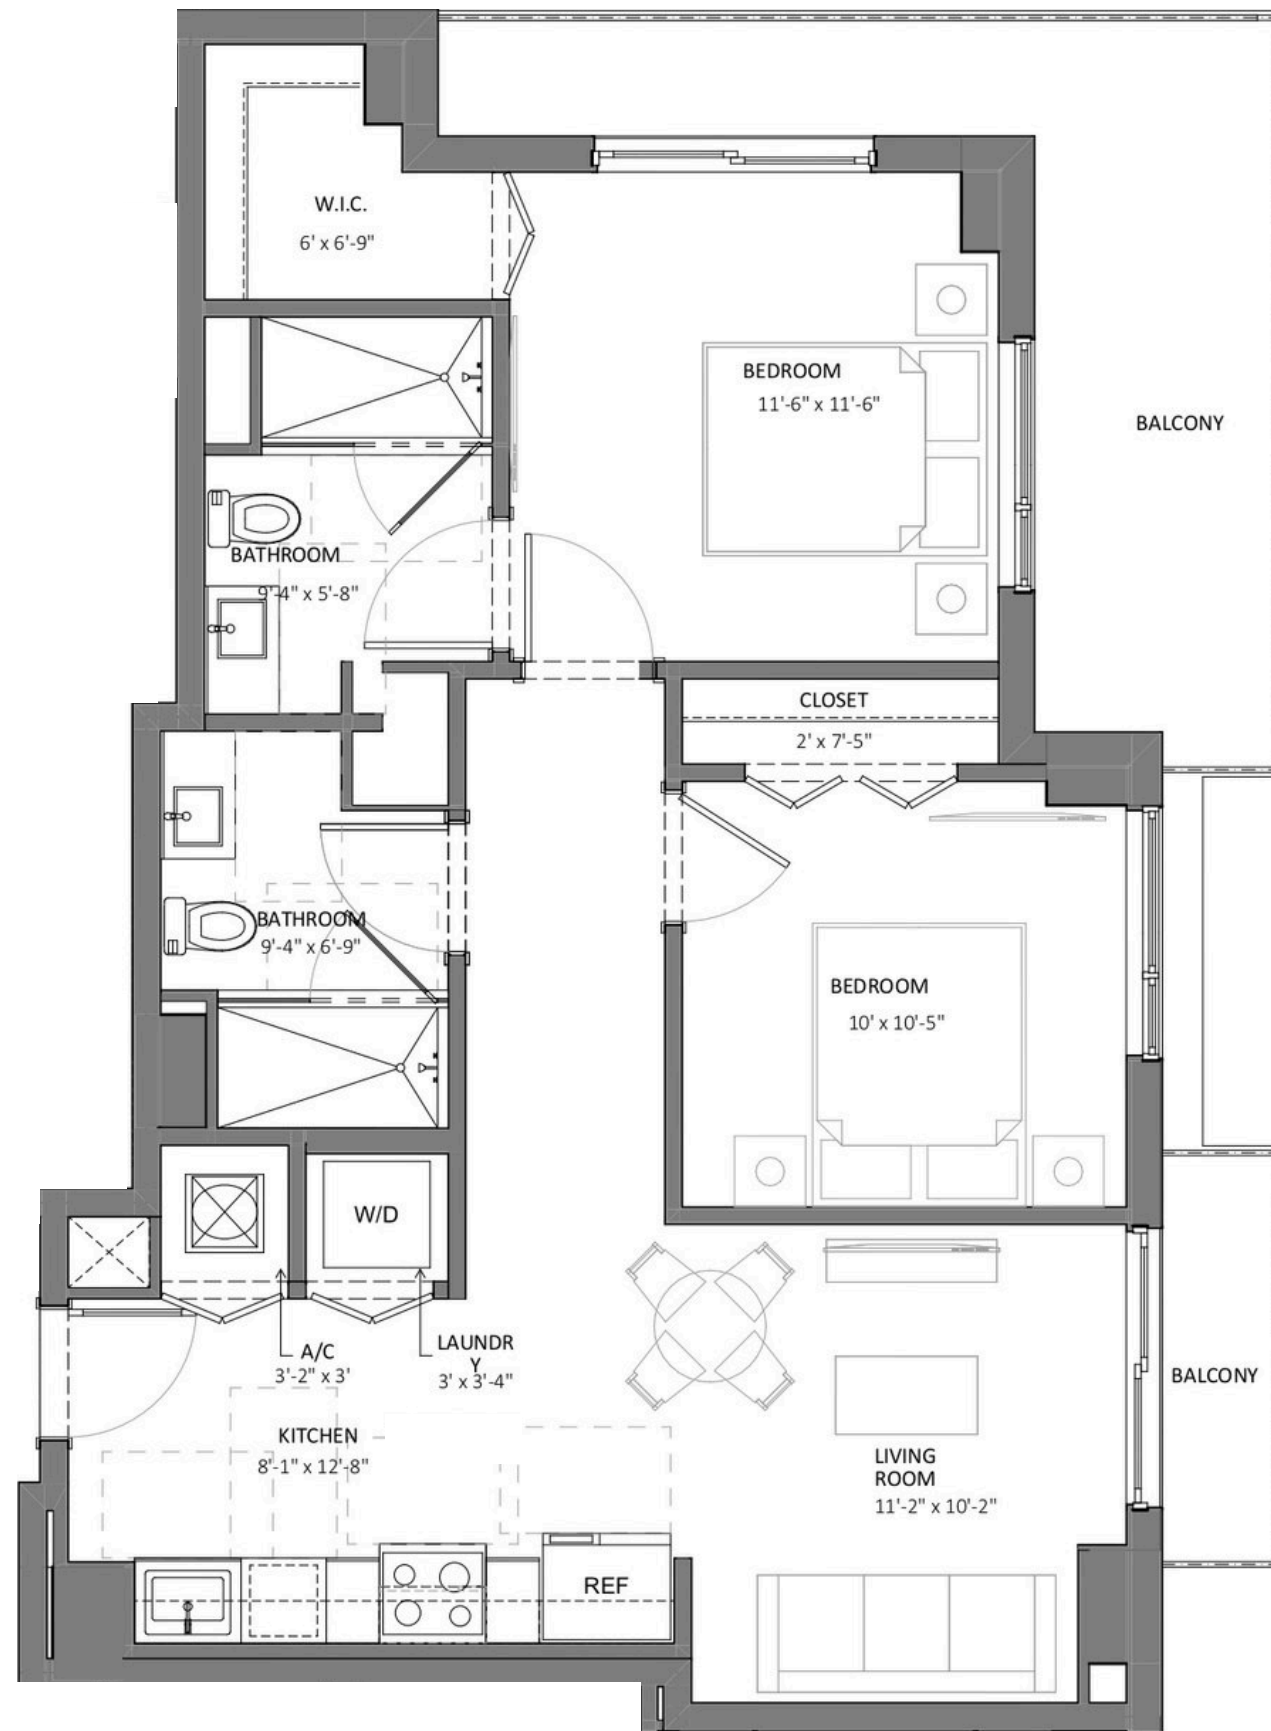 W.I.C.
6' x 6'-9"
BEDROOM
11'-6" x 11'-6"
BALCONY
BATHROOM
9'-4" x 5'-8"
CLOSET
2' x 7'-5"
BATHROOM
9'-4" x 6'-9"
BEDROOM
10' x 10'-5"
W/D
A/C
3'-2" x 3'
LAUNDR
Y
3' x 3'-4"
BALCONY
KITCHEN
8'-1" x 12'-8"
LIVING
ROOM
11'-2" x 10'-2"
REF